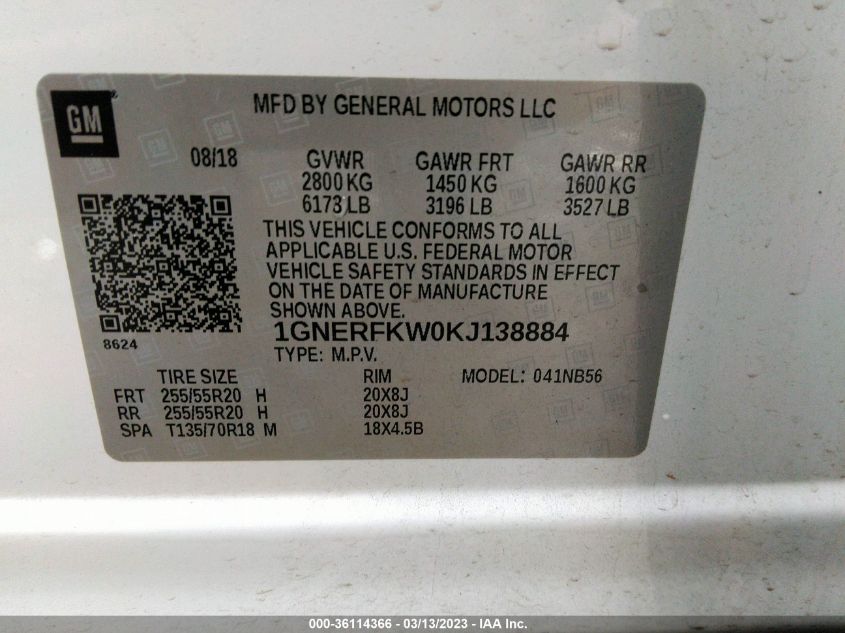 GM
MFD BY GENERAL MOTORS LLC
08/18 GVWR GAWR FRT GAWR RR
2800 KG 1450 KG 1600 KG
6173 LB 3196 LB 3527 LB
THIS VEHICLE CONFORMS TO ALL
APPLICABLE U.S. FEDERAL MOTOR
VEHICLE SAFETY STANDARDS IN EFFECT
ON THE DATE OF MANUFACTURE
SHOWN ABOVE.
1GNERFKW0KJ138884
8624
TYPE: M.P.V.
TIRE SIZE RIM MODEL: 041NB56
FRT 255/55R20 H 20X8J
RR 255/55R20 H 20X8J
SPA T135/70R18 M 18X4.5B
000-36114366 / 03/13/2023 - IAA Inc.